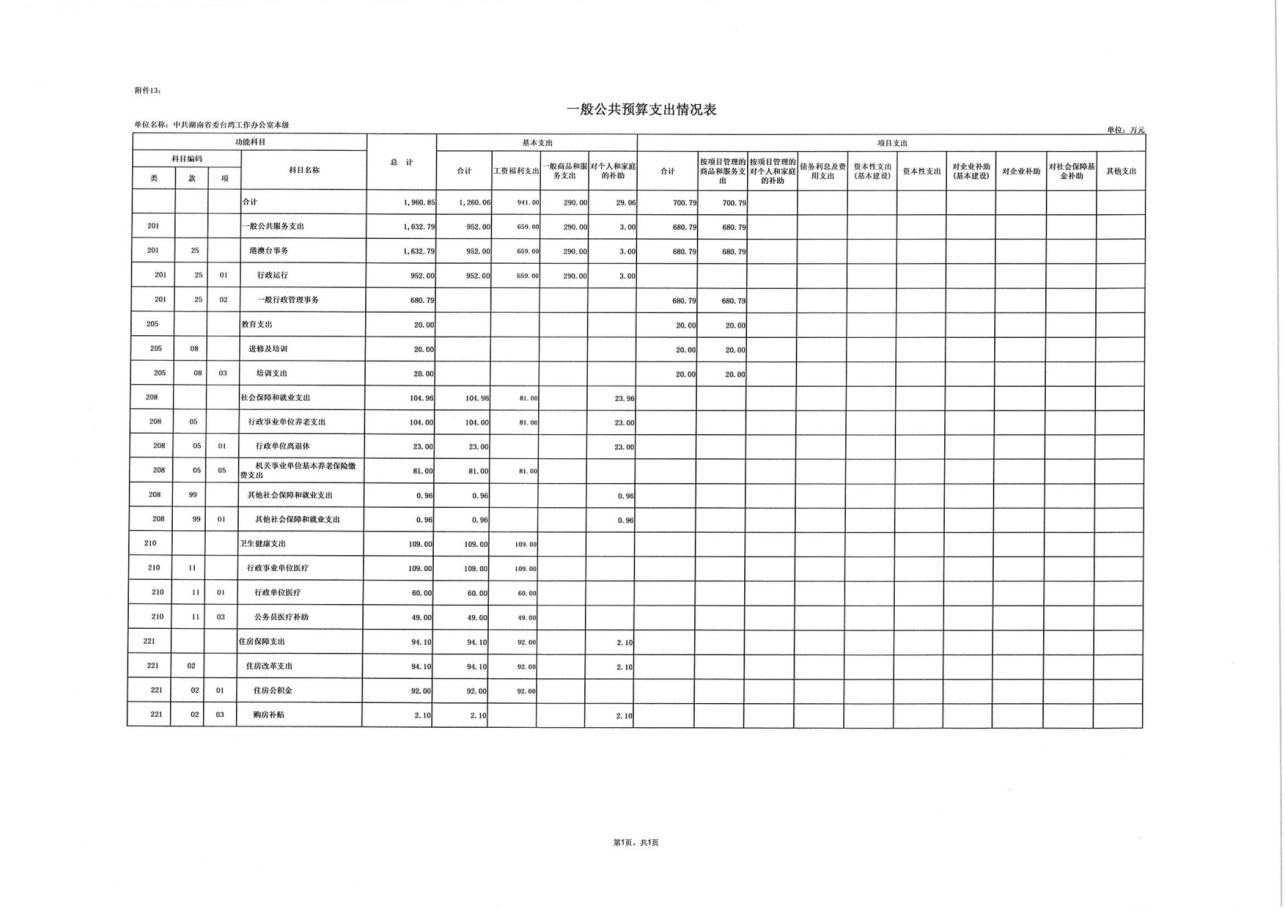 附件13：
一般公共预算支出情况表
单位名称：中共湖南省委台湾工作办公室本级
单位：万元
功能科目 总 计 基本支出 项目支出
科目编码 科目名称 合计 工资福利支出 一般商品和服务支出 对个人和家庭的补助 合计 按项目管理的商品和服务支出 按项目管理的对个人和家庭的补助 债务利息及费用支出 资本性支出(基本建设) 资本性支出 对企业补助(基本建设) 对企业补助 对社会保障基金补助 其他支出
类 款 项
合计 1,960.85 1,260.06 941.00 290.00 29.06 700.79 700.79
201 一般公共服务支出 1,632.79 952.00 659.00 290.00 3.00 680.79 680.79
201 25 港澳台事务 1,632.79 952.00 659.00 290.00 3.00 680.79 680.79
201 25 01 行政运行 952.00 952.00 659.00 290.00 3.00
201 25 02 一般行政管理事务 680.79 680.79 680.79
205 教育支出 20.00 20.00 20.00
205 08 进修及培训 20.00 20.00 20.00
205 08 03 培训支出 20.00 20.00 20.00
208 社会保障和就业支出 104.96 104.96 81.00 23.96
208 05 行政事业单位养老支出 104.00 104.00 81.00 23.00
208 05 01 行政单位离退休 23.00 23.00 23.00
208 05 05 机关事业单位基本养老保险缴费支出 81.00 81.00 81.00
208 99 其他社会保障和就业支出 0.96 0.96 0.96
208 99 01 其他社会保障和就业支出 0.96 0.96 0.96
210 卫生健康支出 109.00 109.00 109.00
210 11 行政事业单位医疗 109.00 109.00 109.00
210 11 01 行政单位医疗 60.00 60.00 60.00
210 11 03 公务员医疗补助 49.00 49.00 49.00
221 住房保障支出 94.10 94.10 92.00 2.10
221 02 住房改革支出 94.10 94.10 92.00 2.10
221 02 01 住房公积金 92.00 92.00 92.00
221 02 03 购房补贴 2.10 2.10 2.10
第1页，共1页